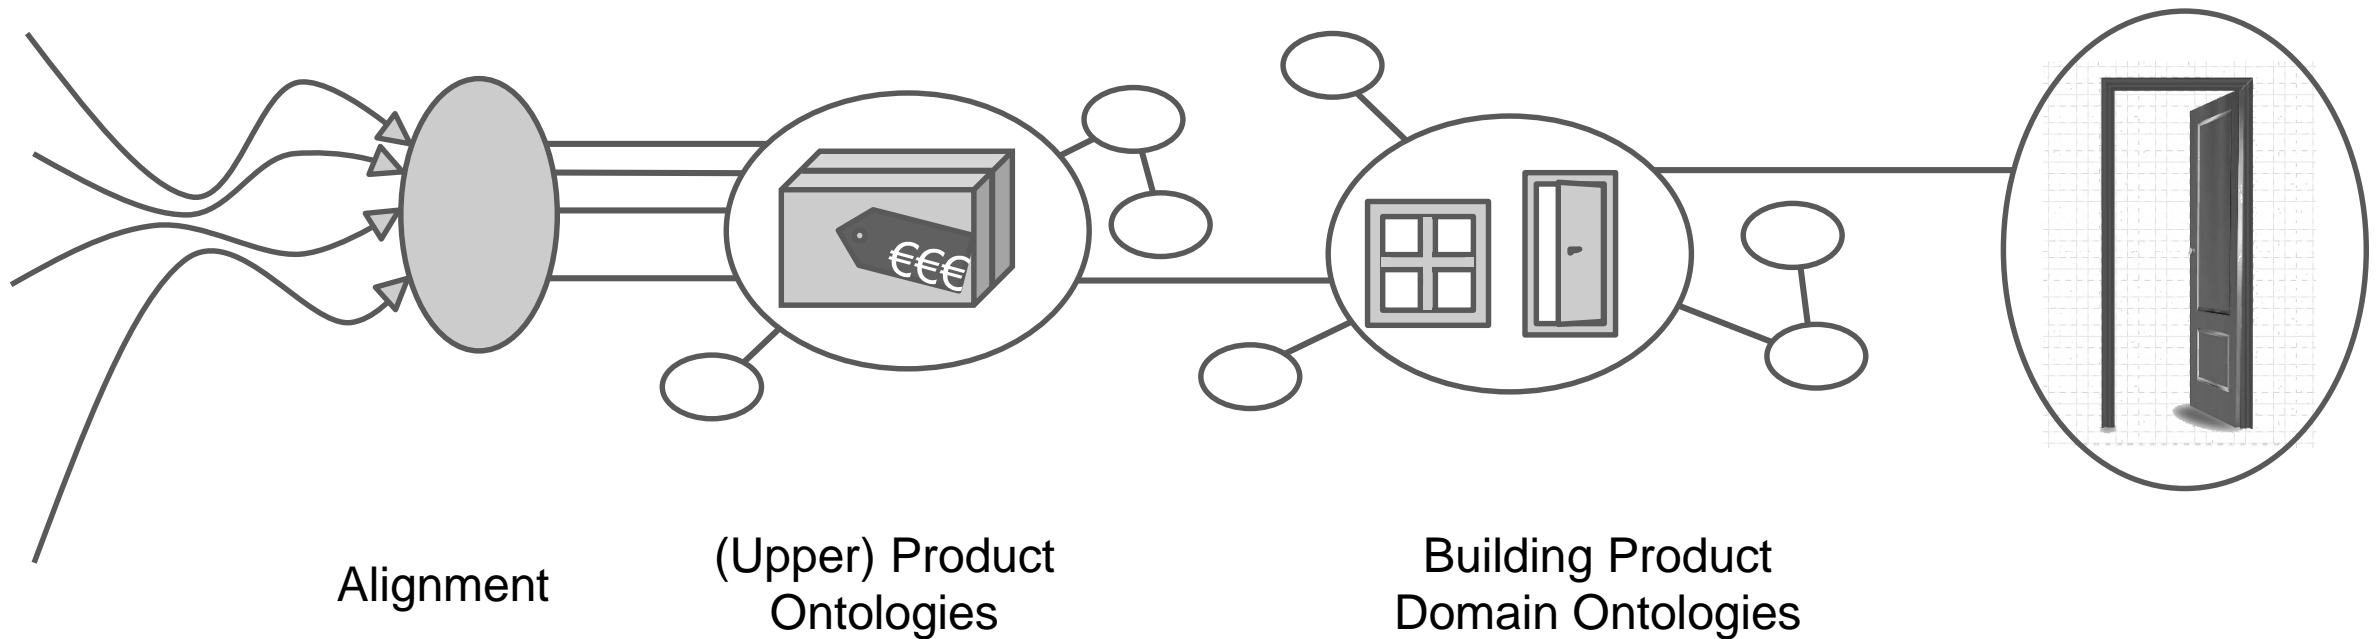 €€€
Alignment
(Upper) Product
Ontologies
Building Product
Domain Ontologies